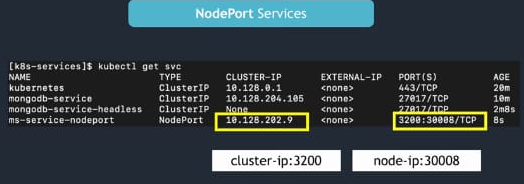 NodePort Services
[k8s-services]$ kubectl get svc
NAME TYPE CLUSTER-IP EXTERNAL-IP PORT(S) AGE
kubernetes ClusterIP 10.128.0.1 <none> 443/TCP 20m
mongodb-service ClusterIP 10.128.204.105 <none> 27017/TCP 10m
mongodb-service-headless ClusterIP None <none> 27017/TCP 2m8s
ms-service-nodeport NodePort 10.128.202.9 <none> 3200:30008/TCP 8s
cluster-ip:3200 node-ip:30008